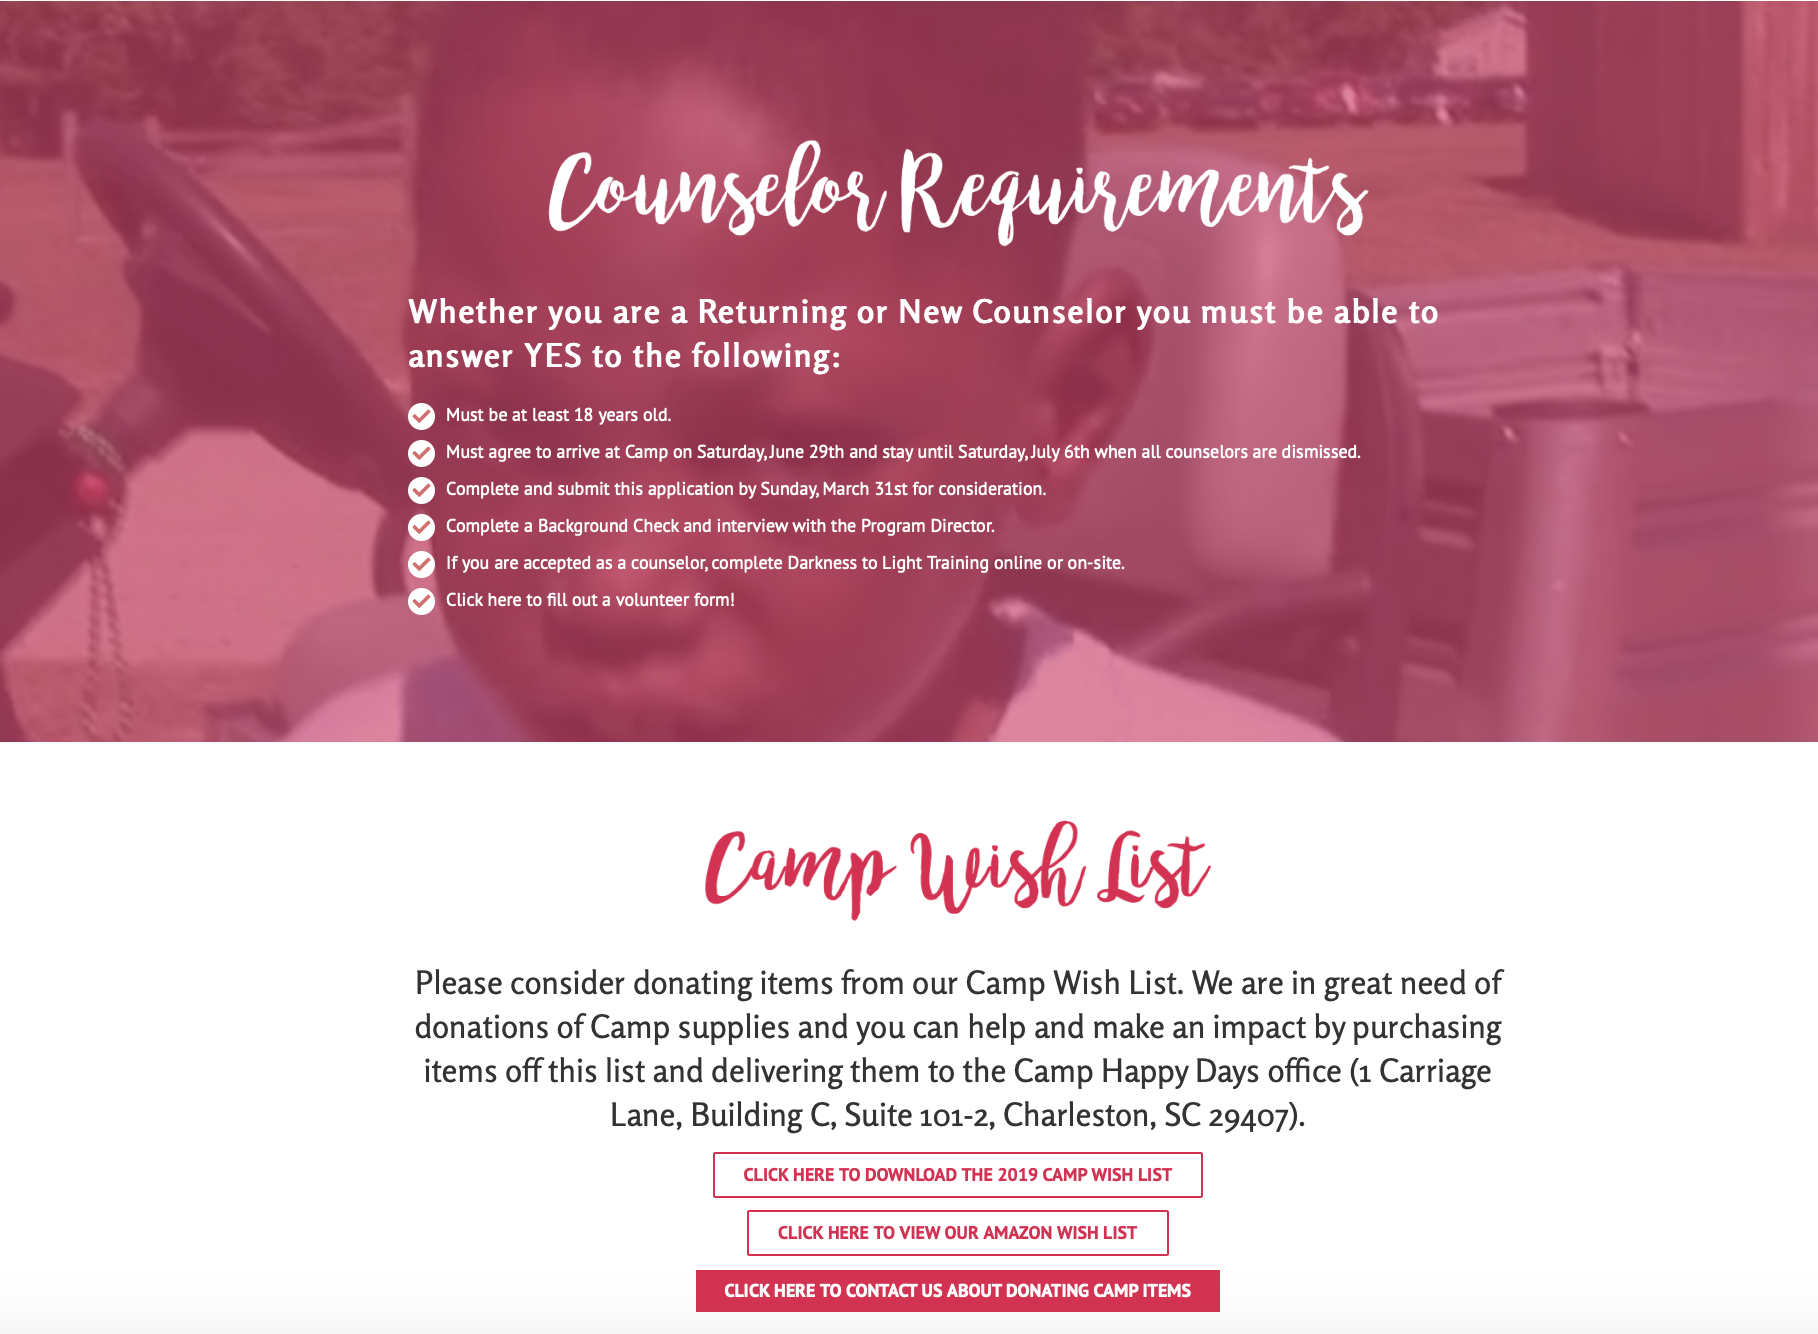 Counselor Requirements
Whether you are a Returning or New Counselor you must be able to
answer YES to the following:
Must be at least 18 years old.
Must agree to arrive at Camp on Saturday, June 29th and stay until Saturday, July 6th when all counselors are dismissed.
Complete and submit this application by Sunday, March 31st for consideration.
Complete a Background Check and interview with the Program Director.
If you are accepted as a counselor, complete Darkness to Light Training online or on-site.
Click here to fill out a volunteer form!
Camp Wish List
Please consider donating items from our Camp Wish List. We are in great need of
donations of Camp supplies and you can help and make an impact by purchasing
items off this list and delivering them to the Camp Happy Days office (1 Carriage
Lane, Building C, Suite 101-2, Charleston, SC 29407).
CLICK HERE TO DOWNLOAD THE 2019 CAMP WISH LIST
CLICK HERE TO VIEW OUR AMAZON WISH LIST
CLICK HERE TO CONTACT US ABOUT DONATING CAMP ITEMS